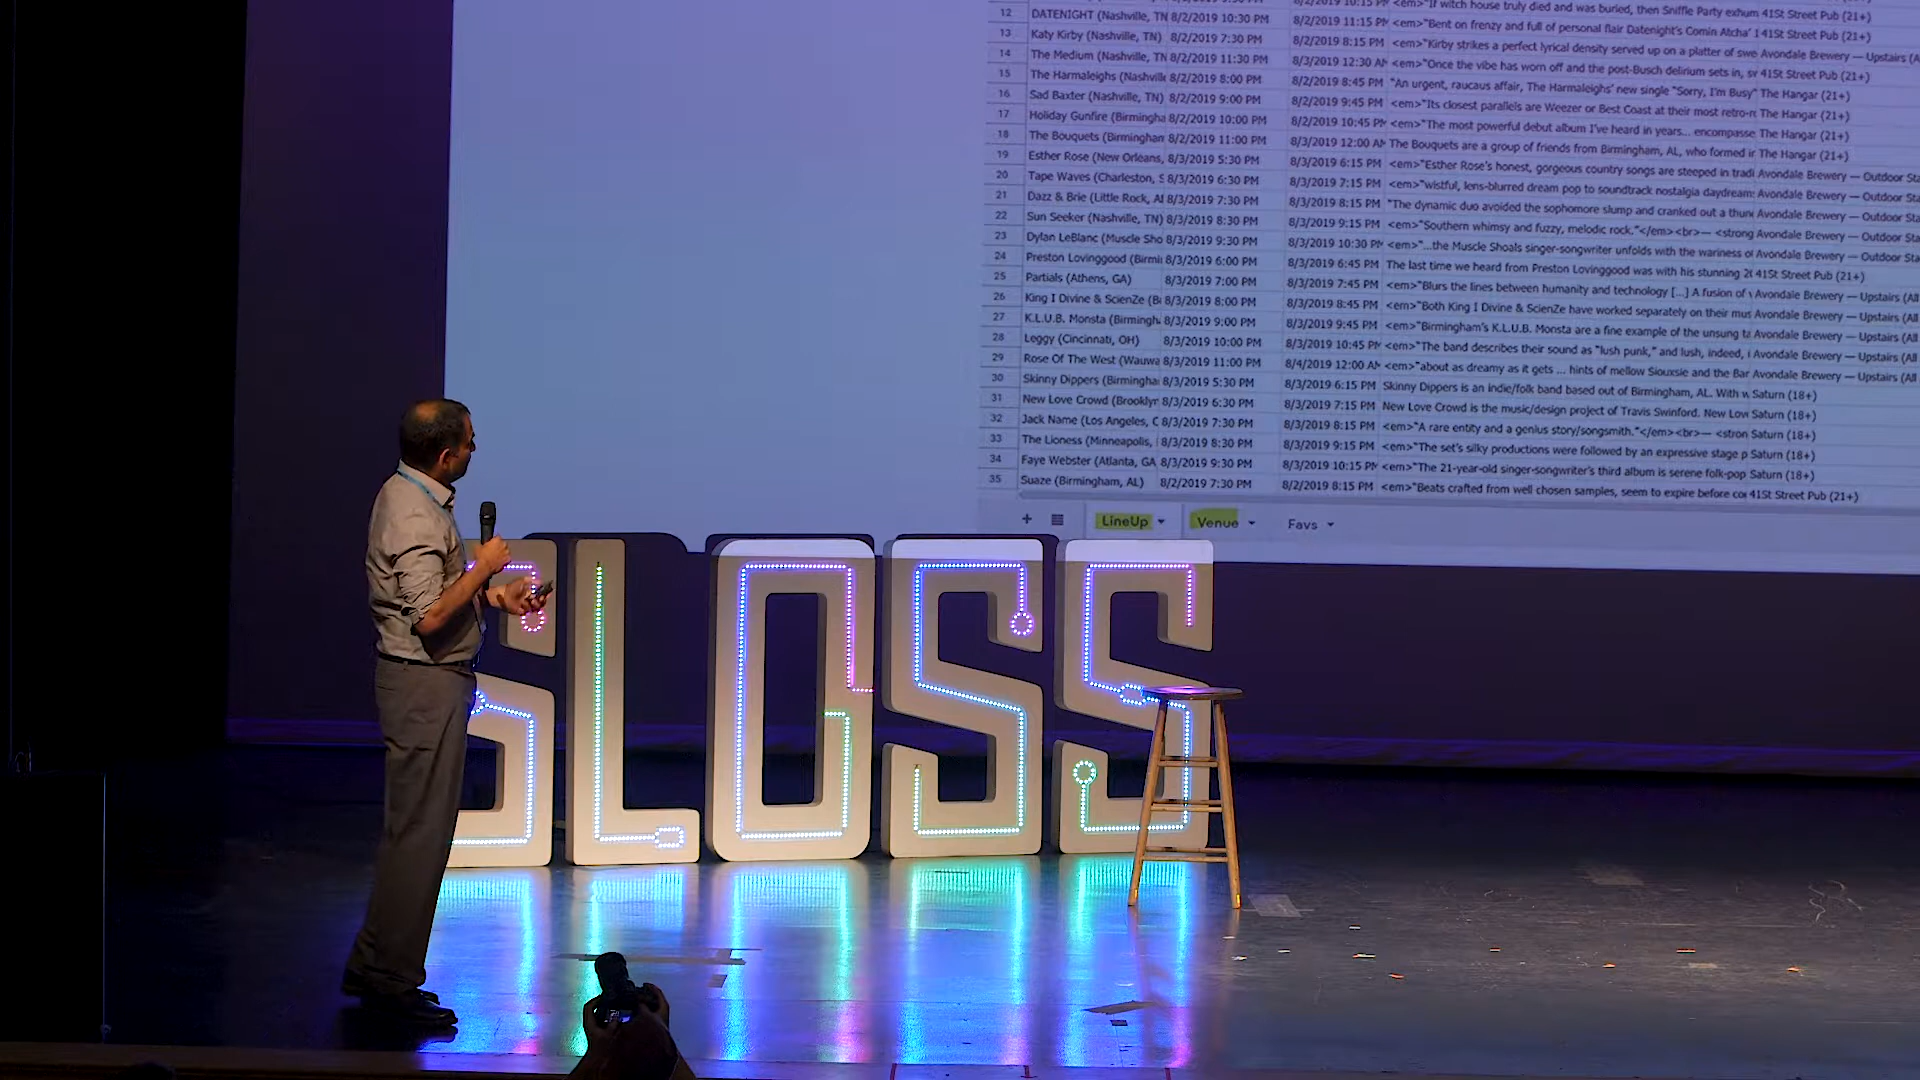 12 DATENIGHT (Nashville, TN 8/2/2019 10:30 PM 8/2/2019 11:15 PM <em>"Bent on frenzy and full of personal flair Datenight's Comin Atcha' 1 41St Street Pub (21+)
13 Katy Kirby (Nashville, TN) 8/2/2019 7:30 PM 8/2/2019 8:15 PM <em>"Kirby strikes a perfect lyrical density served up on a platter of swe Avondale Brewery — Upstairs (A
14 The Medium (Nashville, TN 8/2/2019 11:30 PM 8/3/2019 12:30 AM <em>"Once the vibe has worn off and the post-Busch delirium sets in, sv 41St Street Pub (21+)
15 The Harmaleighs (Nashville 8/2/2019 8:00 PM 8/2/2019 8:45 PM "An urgent, raucaus affair, The Harmaleighs' new single "Sorry, I'm Busy" The Hangar (21+)
16 Sad Baxter (Nashville, TN) 8/2/2019 9:00 PM 8/2/2019 9:45 PM <em>"Its closest parallels are Weezer or Best Coast at their most retro-n The Hangar (21+)
17 Holiday Gunfire (Birmingha 8/2/2019 10:00 PM 8/2/2019 10:45 PM <em>"The most powerful debut album I've heard in years... encompasse The Hangar (21+)
18 The Bouquets (Birmingham 8/2/2019 11:00 PM 8/3/2019 12:00 AM The Bouquets are a group of friends from Birmingham, AL, who formed ir The Hangar (21+)
19 Esther Rose (New Orleans, 8/3/2019 5:30 PM 8/3/2019 6:15 PM <em>"Esther Rose's honest, gorgeous country songs are steeped in tradi Avondale Brewery — Outdoor Sta
20 Tape Waves (Charleston, S 8/3/2019 6:30 PM 8/3/2019 7:15 PM <em>"wistful, lens-blurred dream pop to soundtrack nostalgia daydream: Avondale Brewery — Outdoor Sta
21 Dazz & Brie (Little Rock, Al 8/3/2019 7:30 PM 8/3/2019 8:15 PM "The dynamic duo avoided the sophomore slump and cranked out a thun Avondale Brewery — Outdoor Sta
22 Sun Seeker (Nashville, TN) 8/3/2019 8:30 PM 8/3/2019 9:15 PM <em>"Southern whimsy and fuzzy, melodic rock."</em><br>— <strong Avondale Brewery — Outdoor Sta
23 Dylan LeBlanc (Muscle Sho 8/3/2019 9:30 PM 8/3/2019 10:30 PM <em>"...the Muscle Shoals singer-songwriter unfolds with the wariness o Avondale Brewery — Outdoor Sta
24 Preston Lovinggood (Birmi 8/3/2019 6:00 PM 8/3/2019 6:45 PM The last time we heard from Preston Lovinggood was with his stunning 2( 41St Street Pub (21+)
25 Partials (Athens, GA) 8/3/2019 7:00 PM 8/3/2019 7:45 PM <em>"Blurs the lines between humanity and technology [...] A fusion of Avondale Brewery — Upstairs (All
26 King I Divine & ScienZe (Bi 8/3/2019 8:00 PM 8/3/2019 8:45 PM <em>"Both King I Divine & ScienZe have worked separately on their mus Avondale Brewery — Upstairs (All
27 K.L.U.B. Monsta (Birmingh 8/3/2019 9:00 PM 8/3/2019 9:45 PM <em>"Birmingham's K.L.U.B. Monsta are a fine example of the unsung ta Avondale Brewery — Upstairs (All
28 Leggy (Cincinnati, OH) 8/3/2019 10:00 PM 8/3/2019 10:45 PM <em>"The band describes their sound as "lush punk," and lush, indeed, i Avondale Brewery — Upstairs (All
29 Rose Of The West (Wauwa 8/3/2019 11:00 PM 8/4/2019 12:00 AM <em>"about as dreamy as it gets ... hints of mellow Siouxsie and the Ban Avondale Brewery — Upstairs (All
30 Skinny Dippers (Birmingha 8/3/2019 5:30 PM 8/3/2019 6:15 PM Skinny Dippers is an indie/folk band based out of Birmingham, AL. With w Saturn (18+)
31 New Love Crowd (Brooklyn 8/3/2019 6:30 PM 8/3/2019 7:15 PM New Love Crowd is the music/design project of Travis Swinford. New Lov Saturn (18+)
32 Jack Name (Los Angeles, C 8/3/2019 7:30 PM 8/3/2019 8:15 PM <em>"A rare entity and a genius story/songsmith."</em><br>— <stron Saturn (18+)
33 The Lioness (Minneapolis, 8/3/2019 8:30 PM 8/3/2019 9:15 PM <em>"The set's silky productions were followed by an expressive stage p Saturn (18+)
34 Faye Webster (Atlanta, GA 8/3/2019 9:30 PM 8/3/2019 10:15 PM <em>"The 21-year-old singer-songwriter's third album is serene folk-pop Saturn (18+)
35 Suaze (Birmingham, AL) 8/2/2019 7:30 PM 8/2/2019 8:15 PM <em>"Beats crafted from well chosen samples, seem to expire before cor 41St Street Pub (21+)
LineUp Venue Favs
SLOSS